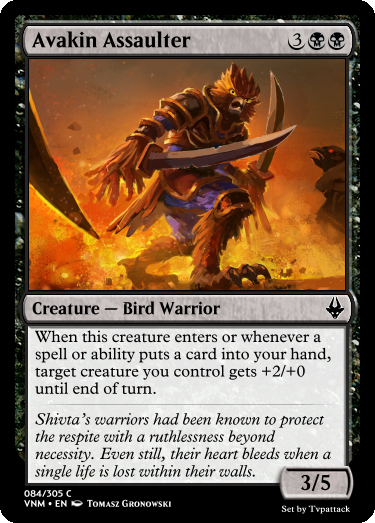 Avakin Assaulter 3
Creature — Bird Warrior
When this creature enters or whenever a
spell or ability puts a card into your hand,
target creature you control gets +2/+0
until end of turn.
Shivta's warriors had been known to protect
the respite with a ruthlessness beyond
necessity. Even still, their heart bleeds when a
single life is lost within their walls.
3/5
084/305 C
VNM • EN Tomasz Gronowski
Set by Tvpattack